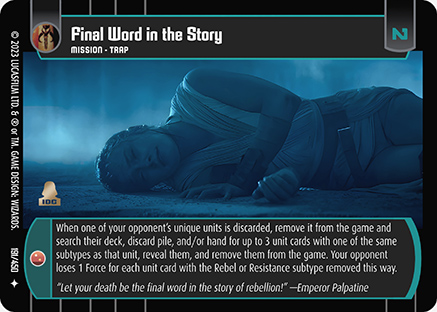 Final Word in the Story
MISSION - TRAP
N
IDC
When one of your opponent's unique units is discarded, remove it from the game and
search their deck, discard pile, and/or hand for up to 3 unit cards with one of the same
subtypes as that unit, reveal them, and remove them from the game. Your opponent
loses 1 Force for each unit card with the Rebel or Resistance subtype removed this way.
"Let your death be the final word in the story of rebellion!" —Emperor Palpatine
© 2023 LUCASFILM LTD. & ® or TM. GAME DESIGN: WIZARDS.